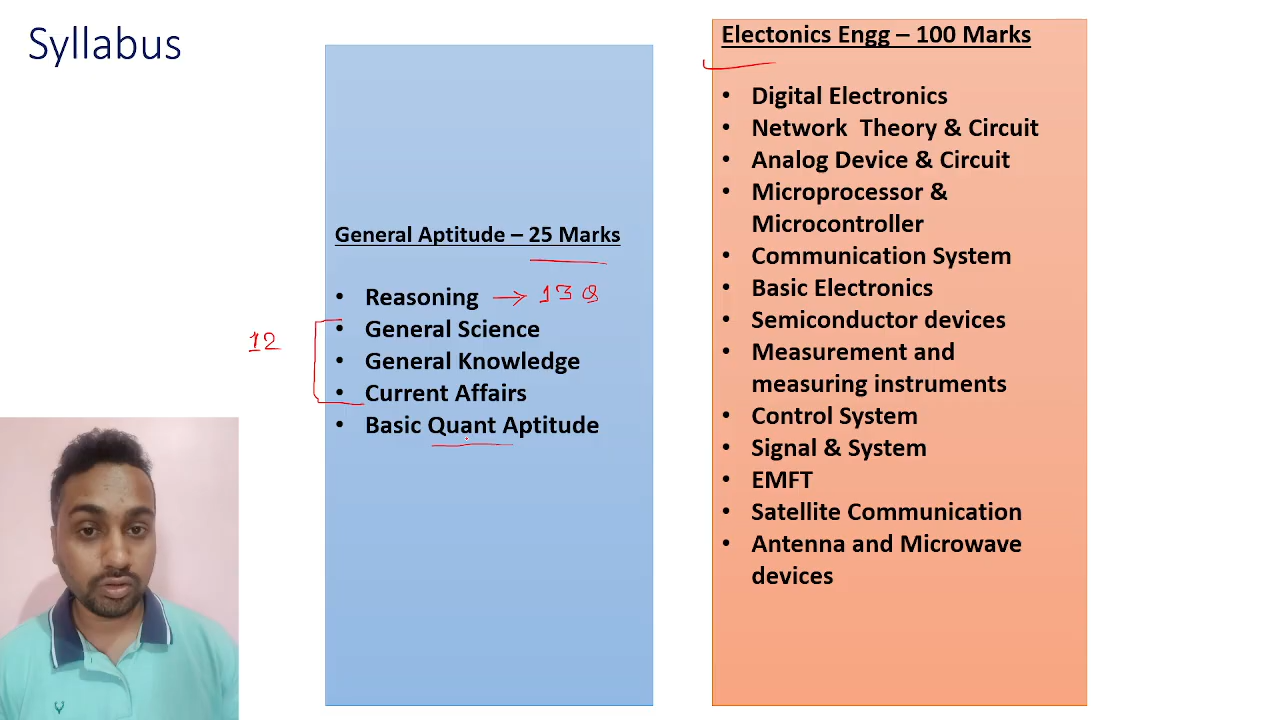 Syllabus
General Aptitude – 25 Marks
• Reasoning → 13 Q
• General Science
12
• General Knowledge
• Current Affairs
• Basic Quant Aptitude
Electonics Engg – 100 Marks
• Digital Electronics
• Network Theory & Circuit
• Analog Device & Circuit
• Microprocessor &
Microcontroller
• Communication System
• Basic Electronics
• Semiconductor devices
• Measurement and
measuring instruments
• Control System
• Signal & System
• EMFT
• Satellite Communication
• Antenna and Microwave
devices